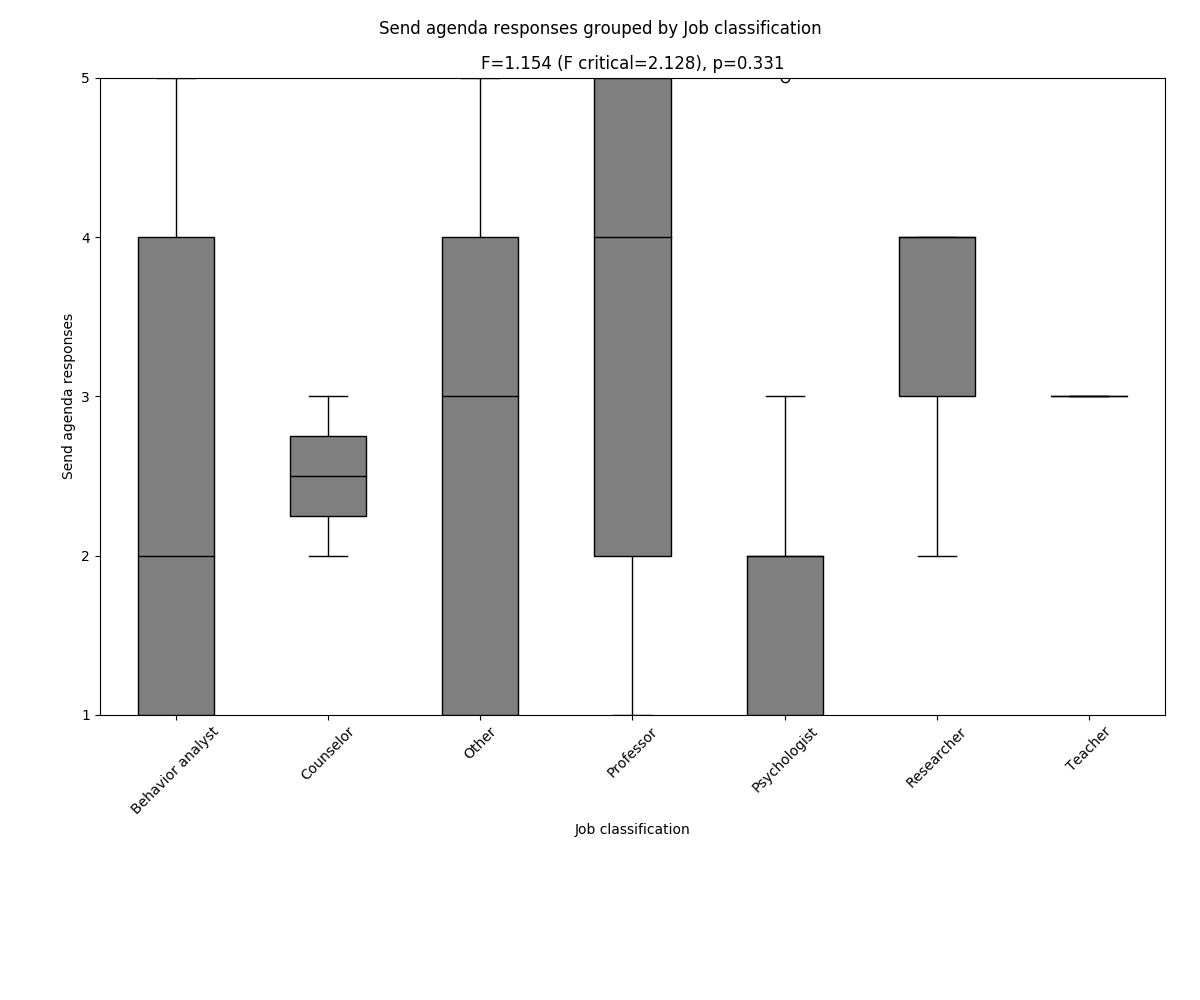 Send agenda responses grouped by Job classification
F=1.154 (F critical=2.128), p=0.331
5
4
3
2
1
Send agenda responses
Behavior analyst
Counselor
Other
Professor
Psychologist
Researcher
Teacher
Job classification